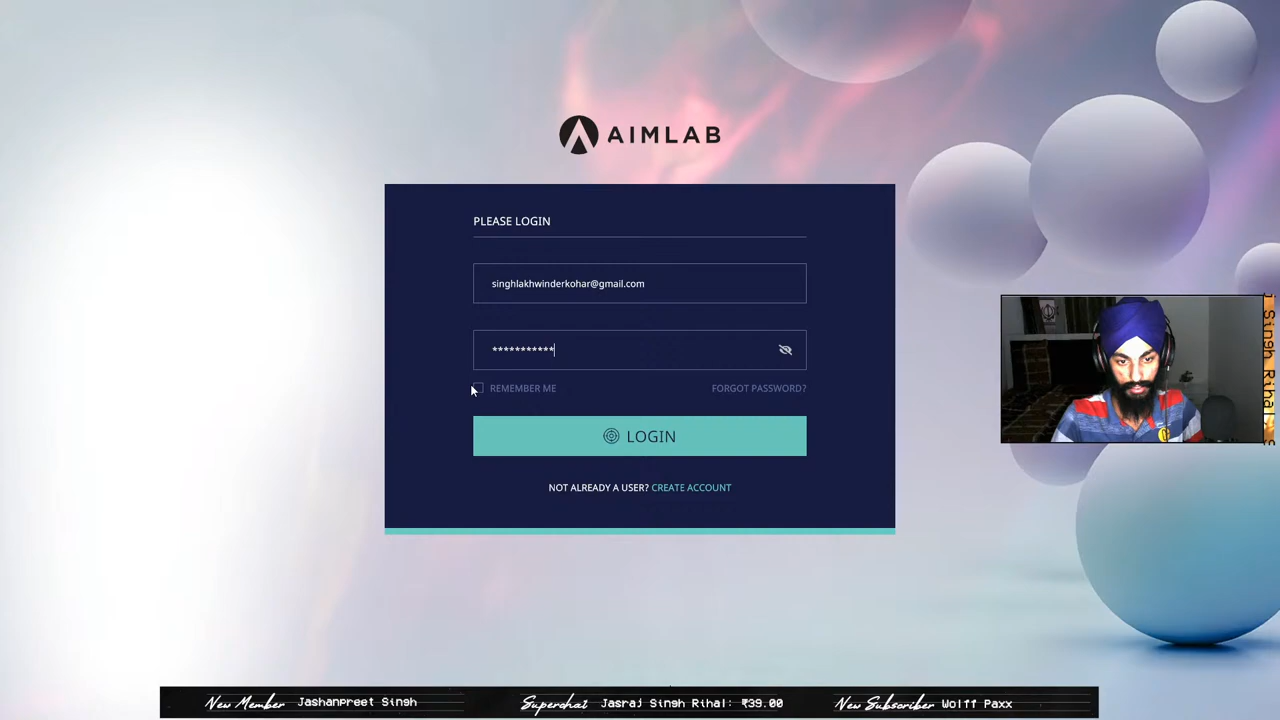 AIMLAB
PLEASE LOGIN
singhlakhwinderkohar@gmail.com
***********
REMEMBER ME
FORGOT PASSWORD?
LOGIN
NOT ALREADY A USER? CREATE ACCOUNT
New Member Jashanpreet Singh
Superchat Jasraj Singh Rihal: ₹39.00
New Subscriber Wolff Paxx